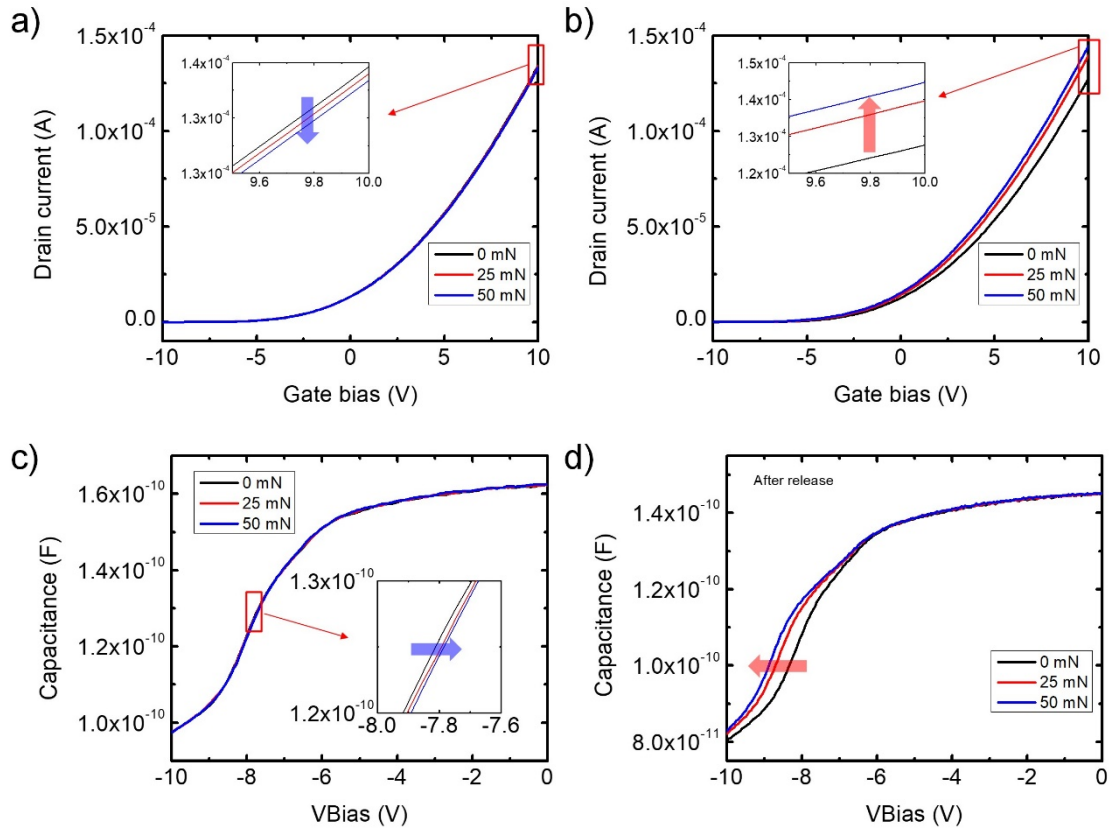 a)
Drain current (A)
1.5x10⁻⁴
1.0x10⁻⁴
5.0x10⁻⁵
0.0
-10
-5
0
5
10
Gate bias (V)
1.4x10⁻⁴
1.3x10⁻⁴
1.3x10⁻⁴
9.6
9.8
10.0
0 mN
25 mN
50 mN
b)
Drain current (A)
1.5x10⁻⁴
1.0x10⁻⁴
5.0x10⁻⁵
0.0
-10
-5
0
5
10
Gate bias (V)
1.5x10⁻⁴
1.4x10⁻⁴
1.3x10⁻⁴
1.2x10⁻⁴
9.6
9.8
10.0
0 mN
25 mN
50 mN
c)
Capacitance (F)
1.6x10⁻¹⁰
1.4x10⁻¹⁰
1.2x10⁻¹⁰
1.0x10⁻¹⁰
-10
-8
-6
-4
-2
0
VBias (V)
0 mN
25 mN
50 mN
1.3x10⁻¹⁰
1.2x10⁻¹⁰
-8.0
-7.8
-7.6
d)
After release
Capacitance (F)
1.4x10⁻¹⁰
1.2x10⁻¹⁰
1.0x10⁻¹⁰
8.0x10⁻¹¹
-10
-8
-6
-4
-2
0
VBias (V)
0 mN
25 mN
50 mN